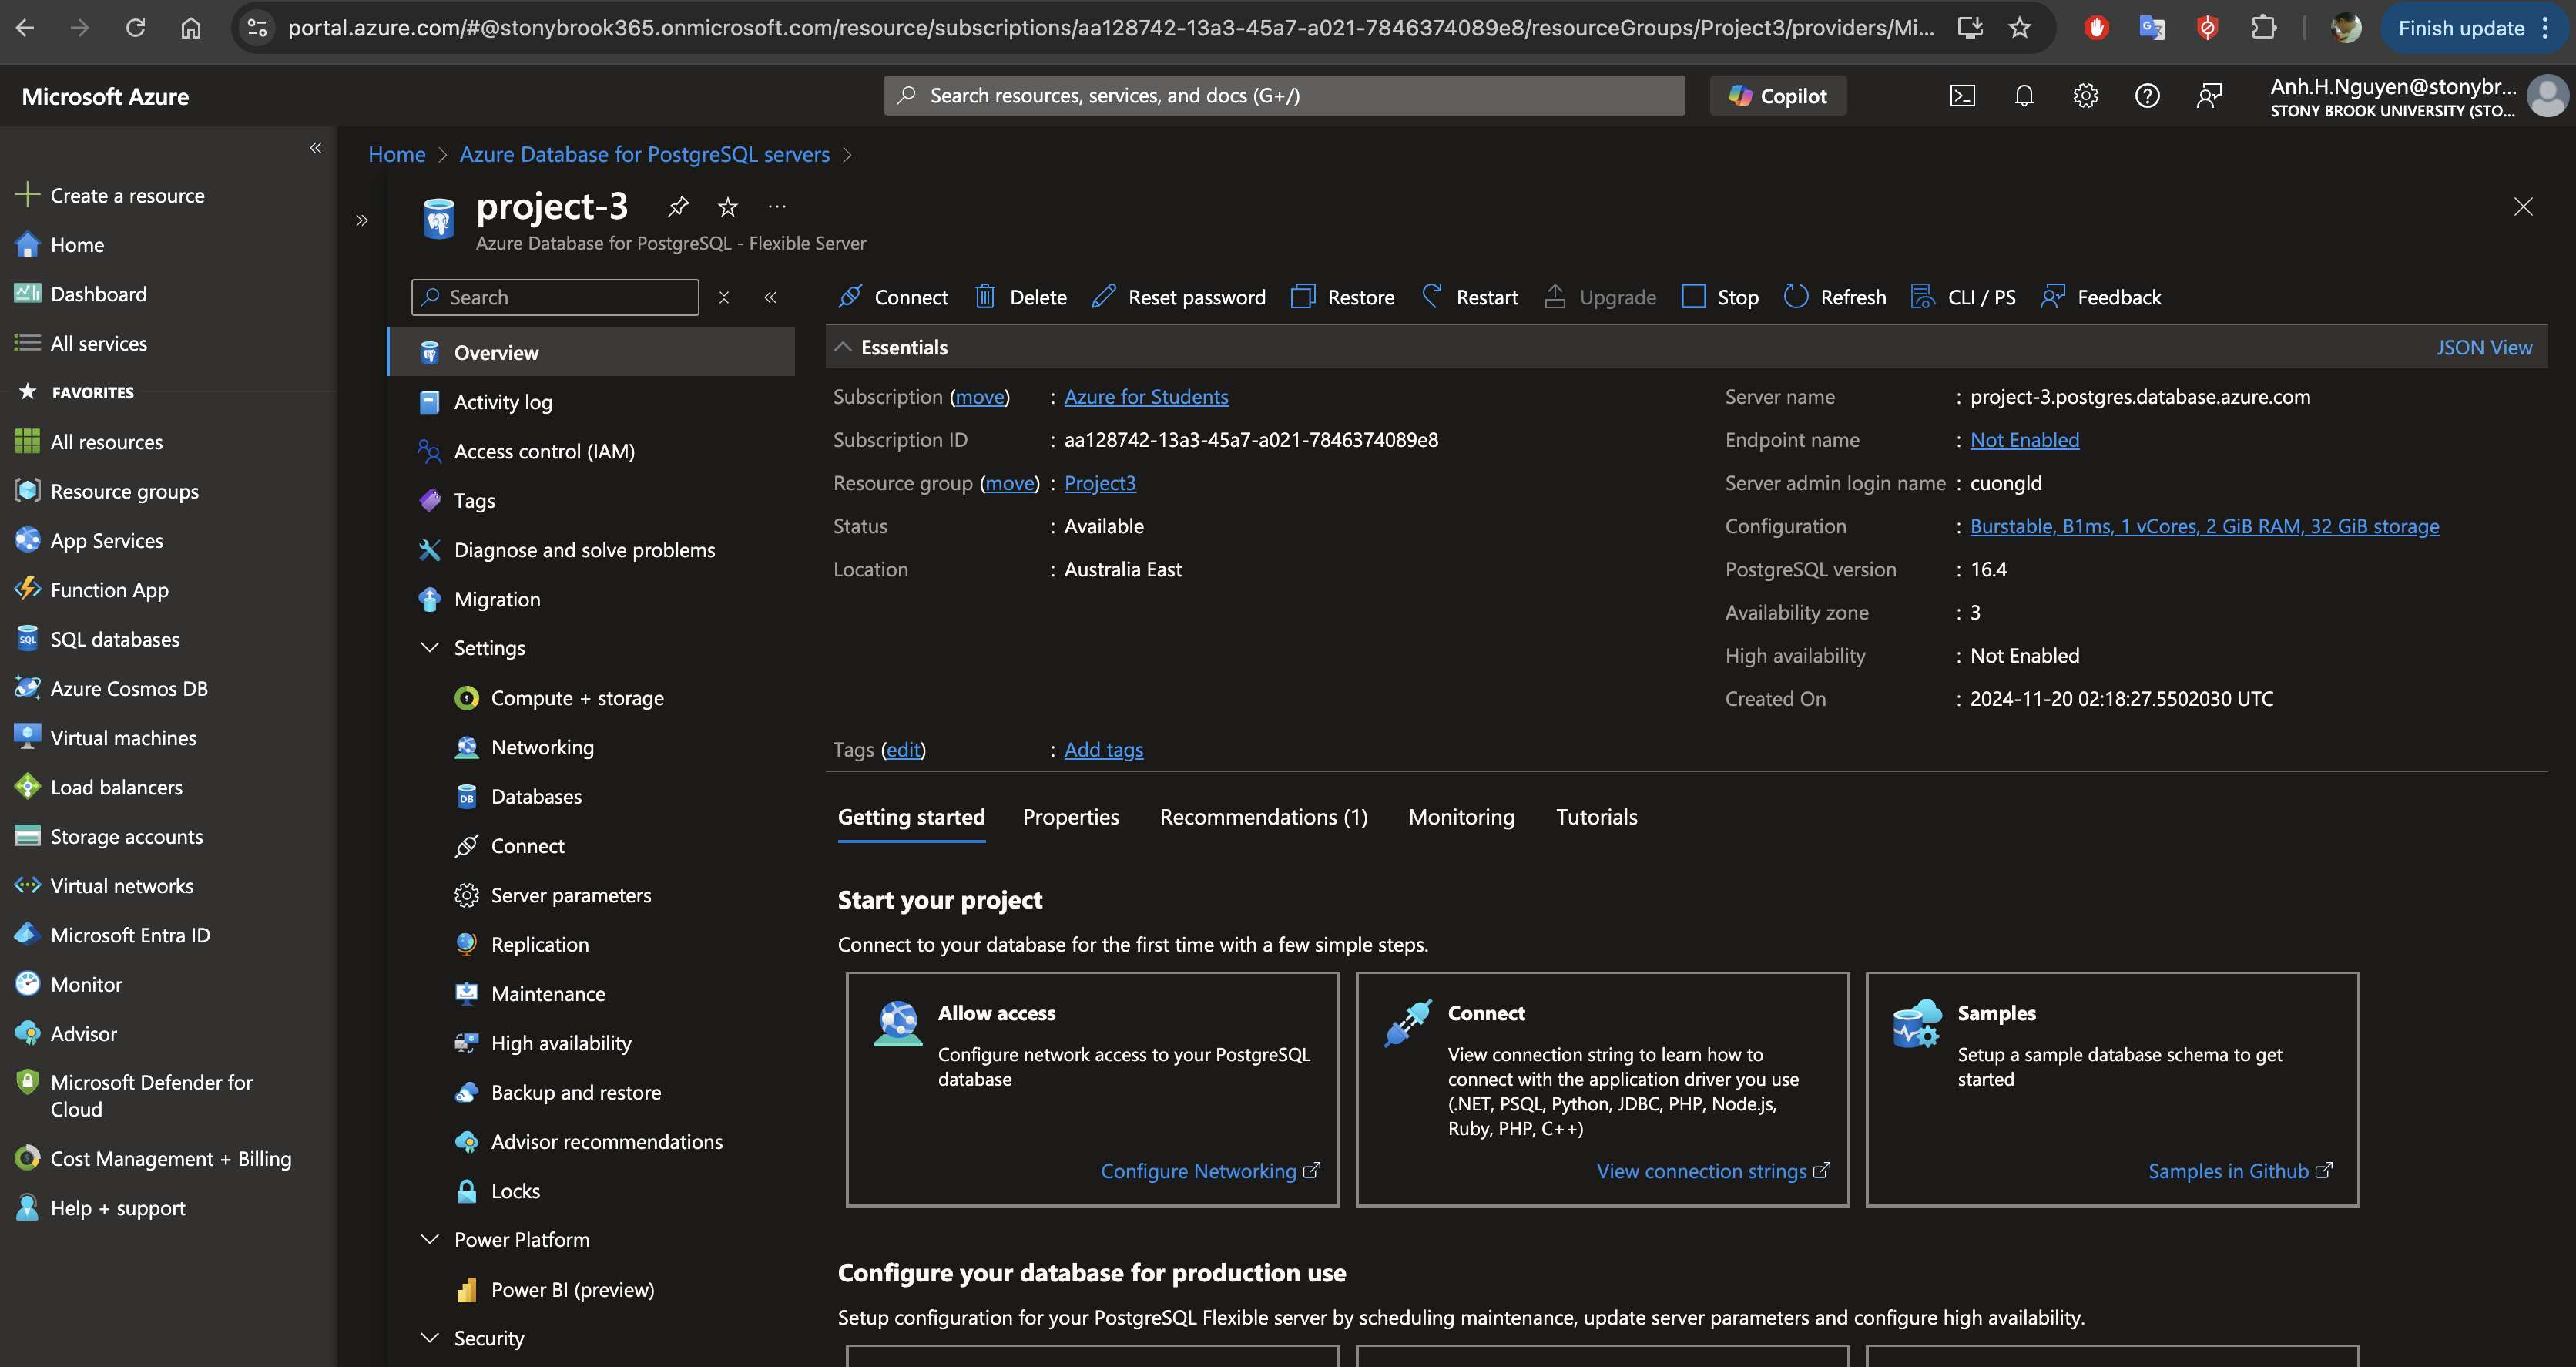 portal.azure.com/#@stonybrook365.onmicrosoft.com/resource/subscriptions/aa128742-13a3-45a7-a021-7846374089e8/resourceGroups/Project3/providers/Mi...
Finish update
Microsoft Azure
Search resources, services, and docs (G+/)
Copilot
Anh.H.Nguyen@stonybr...
STONY BROOK UNIVERSITY (STO...
Create a resource
Home
Dashboard
All services
FAVORITES
All resources
Resource groups
App Services
Function App
SQL databases
Azure Cosmos DB
Virtual machines
Load balancers
Storage accounts
Virtual networks
Microsoft Entra ID
Monitor
Advisor
Microsoft Defender for
Cloud
Cost Management + Billing
Help + support
Home > Azure Database for PostgreSQL servers >
project-3
Azure Database for PostgreSQL - Flexible Server
Search
Overview
Activity log
Access control (IAM)
Tags
Diagnose and solve problems
Migration
Settings
Compute + storage
Networking
Databases
Connect
Server parameters
Replication
Maintenance
High availability
Backup and restore
Advisor recommendations
Locks
Power Platform
Power BI (preview)
Security
Connect Delete Reset password Restore Restart Upgrade Stop Refresh CLI / PS Feedback
Essentials
JSON View
Subscription (move) : Azure for Students
Subscription ID : aa128742-13a3-45a7-a021-7846374089e8
Resource group (move) : Project3
Status : Available
Location : Australia East
Server name : project-3.postgres.database.azure.com
Endpoint name : Not Enabled
Server admin login name : cuongld
Configuration : Burstable, B1ms, 1 vCores, 2 GiB RAM, 32 GiB storage
PostgreSQL version : 16.4
Availability zone : 3
High availability : Not Enabled
Created On : 2024-11-20 02:18:27.5502030 UTC
Tags (edit) : Add tags
Getting started Properties Recommendations (1) Monitoring Tutorials
Start your project
Connect to your database for the first time with a few simple steps.
Allow access
Configure network access to your PostgreSQL
database
Configure Networking
Connect
View connection string to learn how to
connect with the application driver you use
(.NET, PSQL, Python, JDBC, PHP, Node.js,
Ruby, PHP, C++)
View connection strings
Samples
Setup a sample database schema to get
started
Samples in Github
Configure your database for production use
Setup configuration for your PostgreSQL Flexible server by scheduling maintenance, update server parameters and configure high availability.